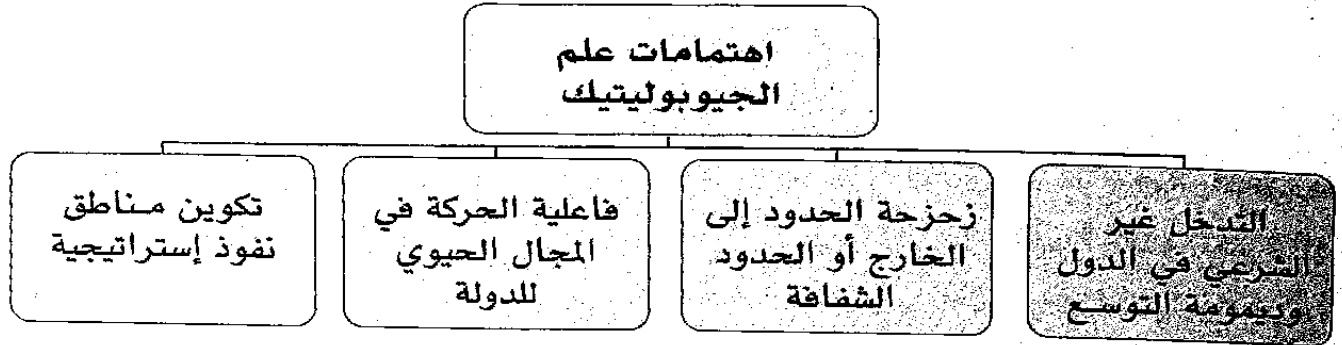 اهتمامات علم
الجيوبوليتيك
التدخل غير
الشرعي في الدول
وديمومة التوسع
زحزحة الحدود إلى
الخارج أو الحدود
الشفافة
فاعلية الحركة في
المجال الحيوي
للدولة
تكوين مناطق
نفوذ إستراتيجية